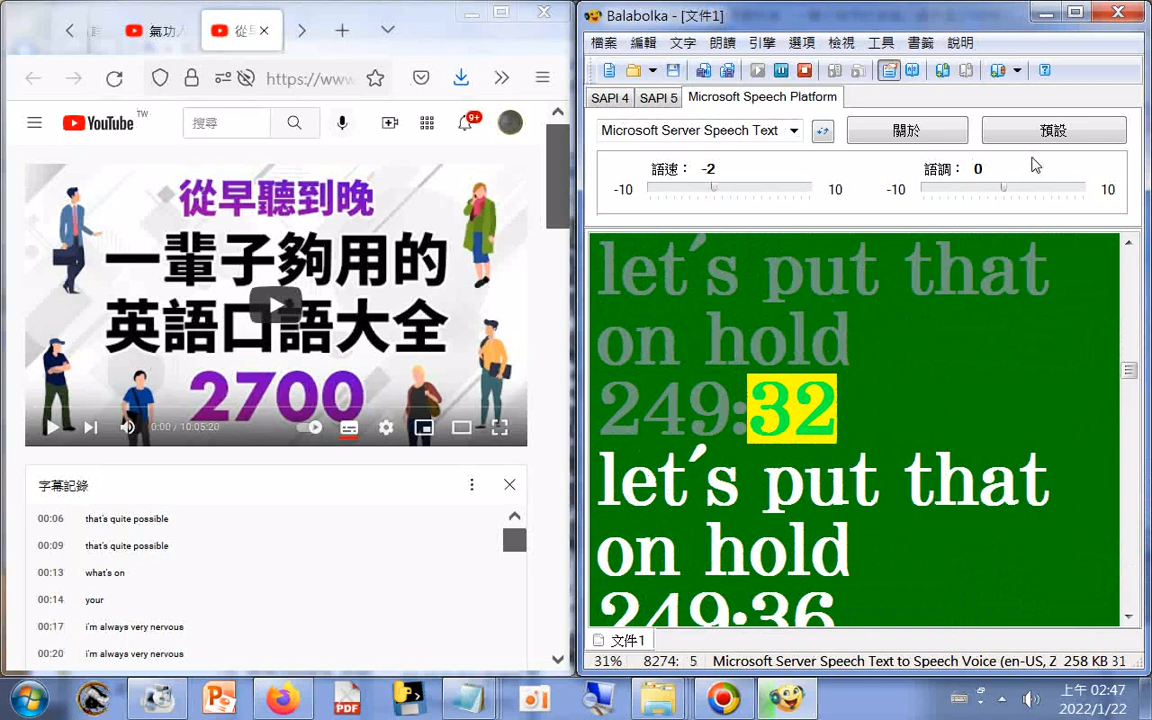 氣功
從
https://www
YouTube TW
搜尋
9+
從早聽到晚
一輩子夠用的
英語口語大全
2700
0:00 / 10:05:20
字幕記錄
00:06 that's quite possible
00:09 that's quite possible
00:13 what's on
00:14 your
00:17 i'm always very nervous
00:20 i'm always very nervous
Balabolka - [文件1]
檔案 編輯 文字 朗讀 引擎 選項 檢視 工具 書籤 說明
SAPI 4 SAPI 5 Microsoft Speech Platform
Microsoft Server Speech Text
關於
預設
語速： -2
語調： 0
-10 10 -10 10
let's put that
on hold
249:32
let's put that
on hold
249:36
文件1
31% 8274: 5 Microsoft Server Speech Text to Speech Voice (en-US, Z 258 KB 31
PDF
上午 02:47
2022/1/22